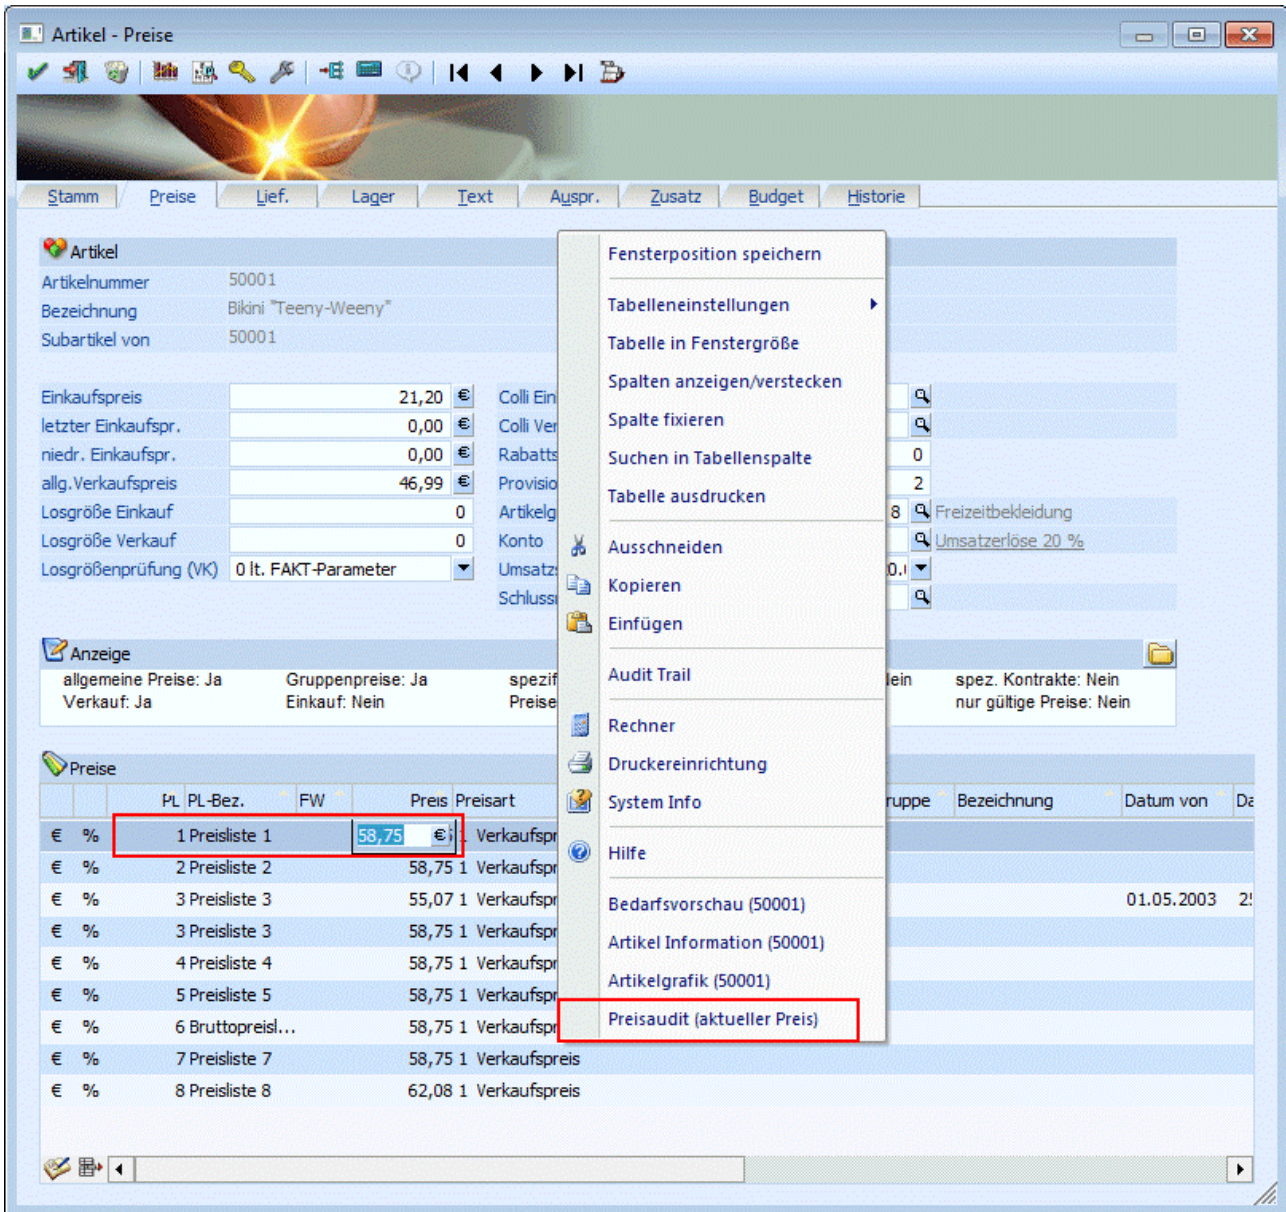 Artikel - Preise
Stamm Preise Lief. Lager Text Auspr. Zusatz Budget Historie
Artikel
Artikelnummer 50001
Bezeichnung Bikini "Teeny-Weeny"
Subartikel von 50001
Einkaufspreis 21,20 € Colli Ein
letzter Einkaufspr. 0,00 € Colli Ver
niedr. Einkaufspr. 0,00 € Rabatts 0
allg.Verkaufspreis 46,99 € Provisio 2
Losgröße Einkauf 0 Artikelg 8 Freizeitbekleidung
Losgröße Verkauf 0 Konto Umsatzerlöse 20 %
Losgrößenprüfung (VK) 0 lt. FAKT-Parameter Umsatzs
Schluss
Anzeige
allgemeine Preise: Ja Gruppenpreise: Ja spezif lein spez. Kontrakte: Nein
Verkauf: Ja Einkauf: Nein Preise nur gültige Preise: Nein
Preise
PL PL-Bez. FW Preis Preisart ruppe Bezeichnung Datum von Da
€ % 1 Preisliste 1 58,75 € 1 Verkaufspr
€ % 2 Preisliste 2 58,75 1 Verkaufspr
€ % 3 Preisliste 3 55,07 1 Verkaufspr 01.05.2003
€ % 3 Preisliste 3 58,75 1 Verkaufspr
€ % 4 Preisliste 4 58,75 1 Verkaufspr
€ % 5 Preisliste 5 58,75 1 Verkaufspr
€ % 6 Bruttopreisl... 58,75 1 Verkaufspr
€ % 7 Preisliste 7 58,75 1 Verkaufspreis
€ % 8 Preisliste 8 62,08 1 Verkaufspreis
Fensterposition speichern
Tabelleneinstellungen
Tabelle in Fenstergröße
Spalten anzeigen/verstecken
Spalte fixieren
Suchen in Tabellenspalte
Tabelle ausdrucken
Ausschneiden
Kopieren
Einfügen
Audit Trail
Rechner
Druckereinrichtung
System Info
Hilfe
Bedarfsvorschau (50001)
Artikel Information (50001)
Artikelgrafik (50001)
Preisaudit (aktueller Preis)